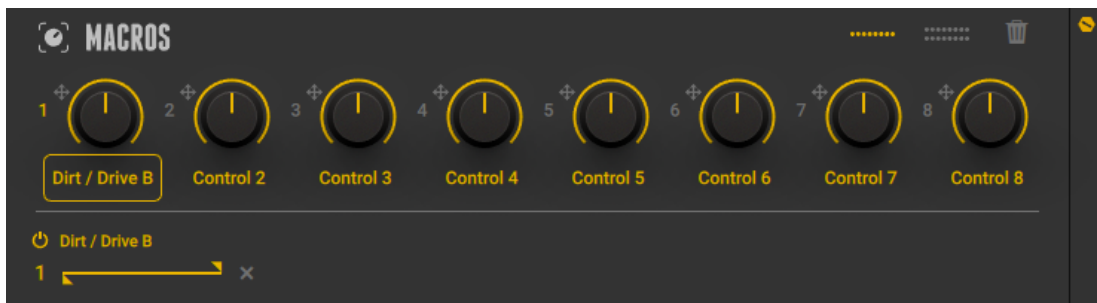 MACROS
1 2 3 4 5 6 7 8
Dirt / Drive B Control 2 Control 3 Control 4 Control 5 Control 6 Control 7 Control 8
Dirt / Drive B
1